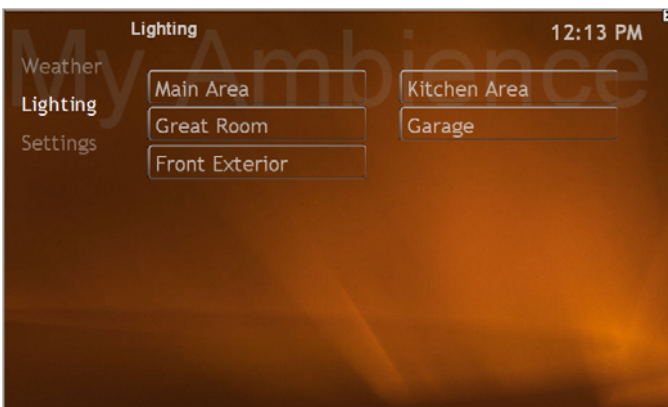 My Ambience
Lighting
12:13 PM
Weather
Lighting
Settings
Main Area
Kitchen Area
Great Room
Garage
Front Exterior